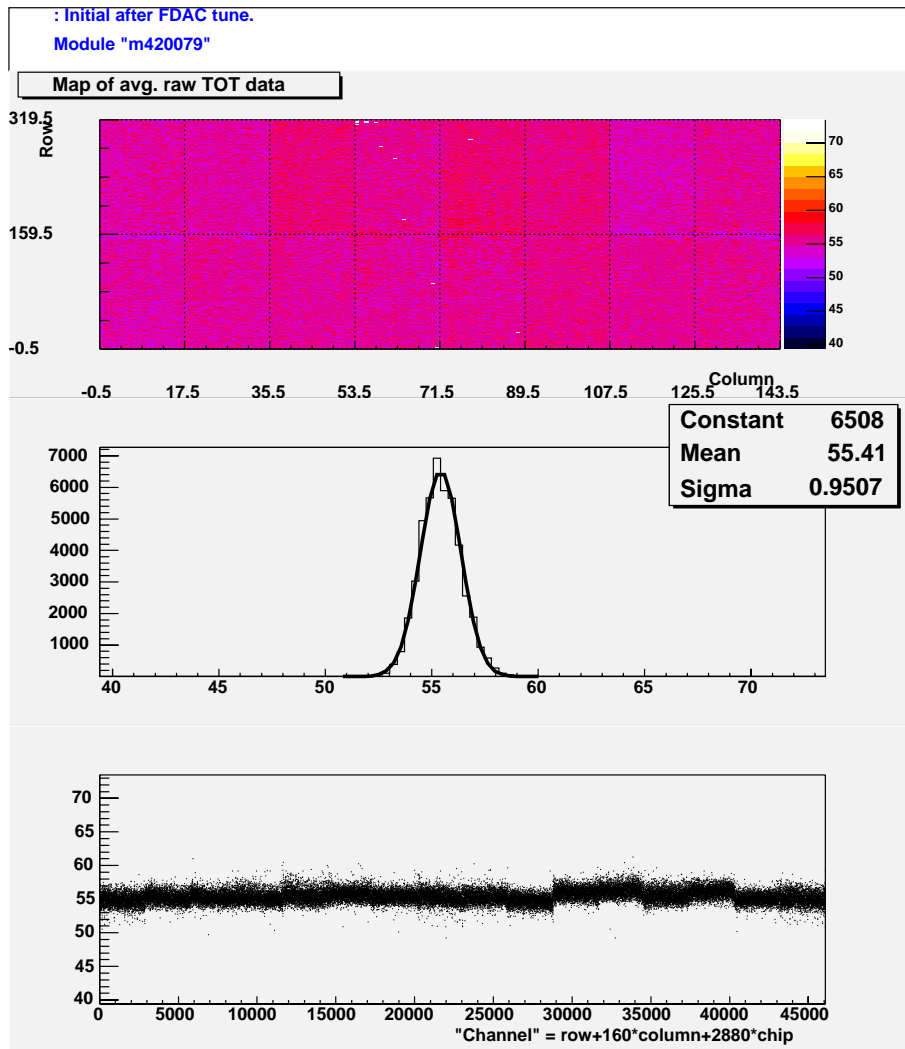 : Initial after FDAC tune.
Module "m420079"
Map of avg. raw TOT data
319.5
Row
159.5
-0.5
70
65
60
55
50
45
40
Column
-0.5 17.5 35.5 53.5 71.5 89.5 107.5 125.5 143.5
Constant 6508
Mean 55.41
Sigma 0.9507
7000
6000
5000
4000
3000
2000
1000
40 45 50 55 60 65 70
70
65
60
55
50
45
40
0 5000 10000 15000 20000 25000 30000 35000 40000 45000
"Channel" = row+160*column+2880*chip